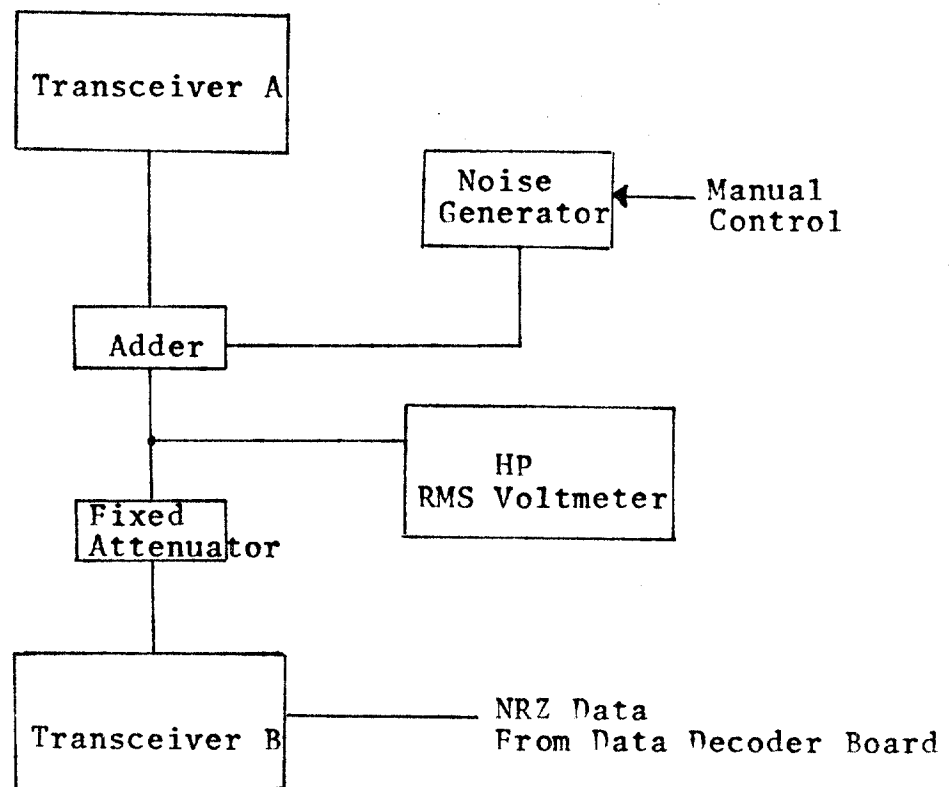 Transceiver A
Noise
Generator
Manual
Control
Adder
HP
RMS Voltmeter
Fixed
Attenuator
Transceiver B
NRZ Data
From Data Decoder Board